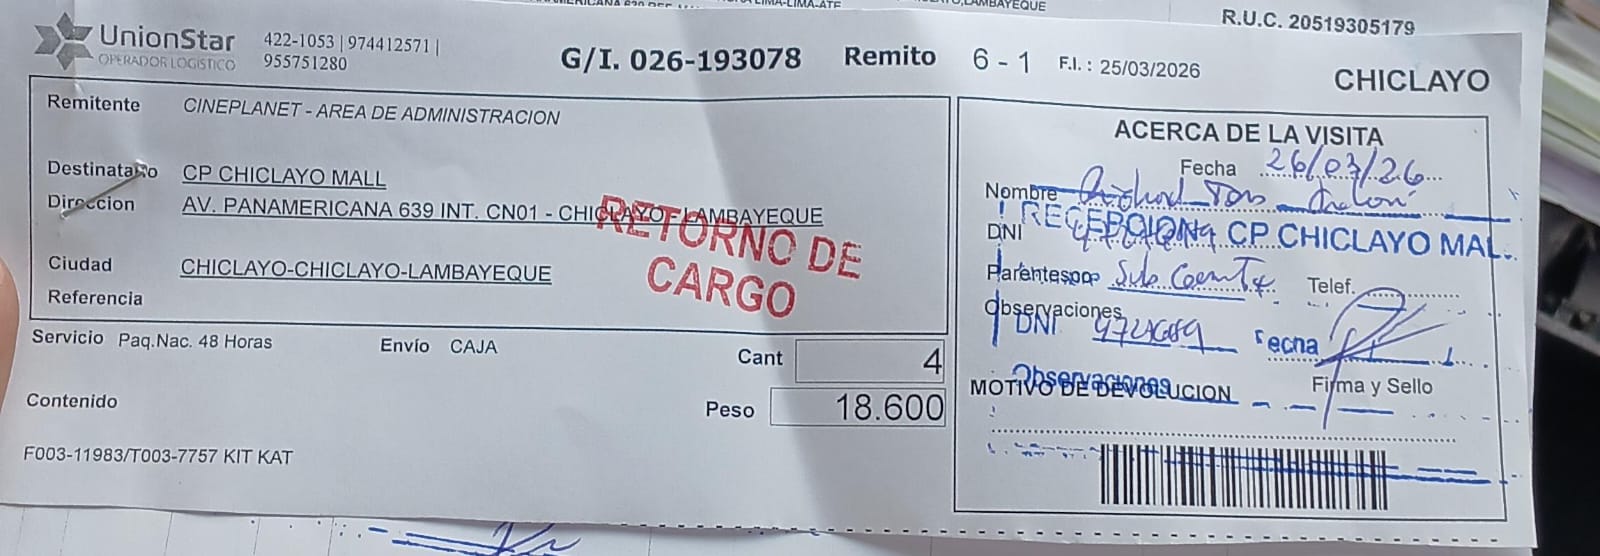 R.U.C. 20519305179
UnionStar
OPERADOR LOGISTICO
422-1053 | 974412571 |
955751280
G/I. 026-193078 Remito 6 - 1 F.I. : 25/03/2026
CHICLAYO
Remitente CINEPLANET - AREA DE ADMINISTRACION
Destinatario CP CHICLAYO MALL
Direccion AV. PANAMERICANA 639 INT. CN01 - CHICLAYO - LAMBAYEQUE
Ciudad CHICLAYO-CHICLAYO-LAMBAYEQUE
Referencia
RETORNO DE
CARGO
Servicio Paq.Nac. 48 Horas Envío CAJA Cant 4
Contenido Peso 18.600
F003-11983/T003-7757 KIT KAT
ACERCA DE LA VISITA
Fecha 26/03/26
Nombre
RECEPCION CP CHICLAYO MALL
DNI
Parentesco Sub Gerente Telef.
Observaciones
DNI Fecha
Observaciones
MOTIVO DE DEVOLUCION Firma y Sello